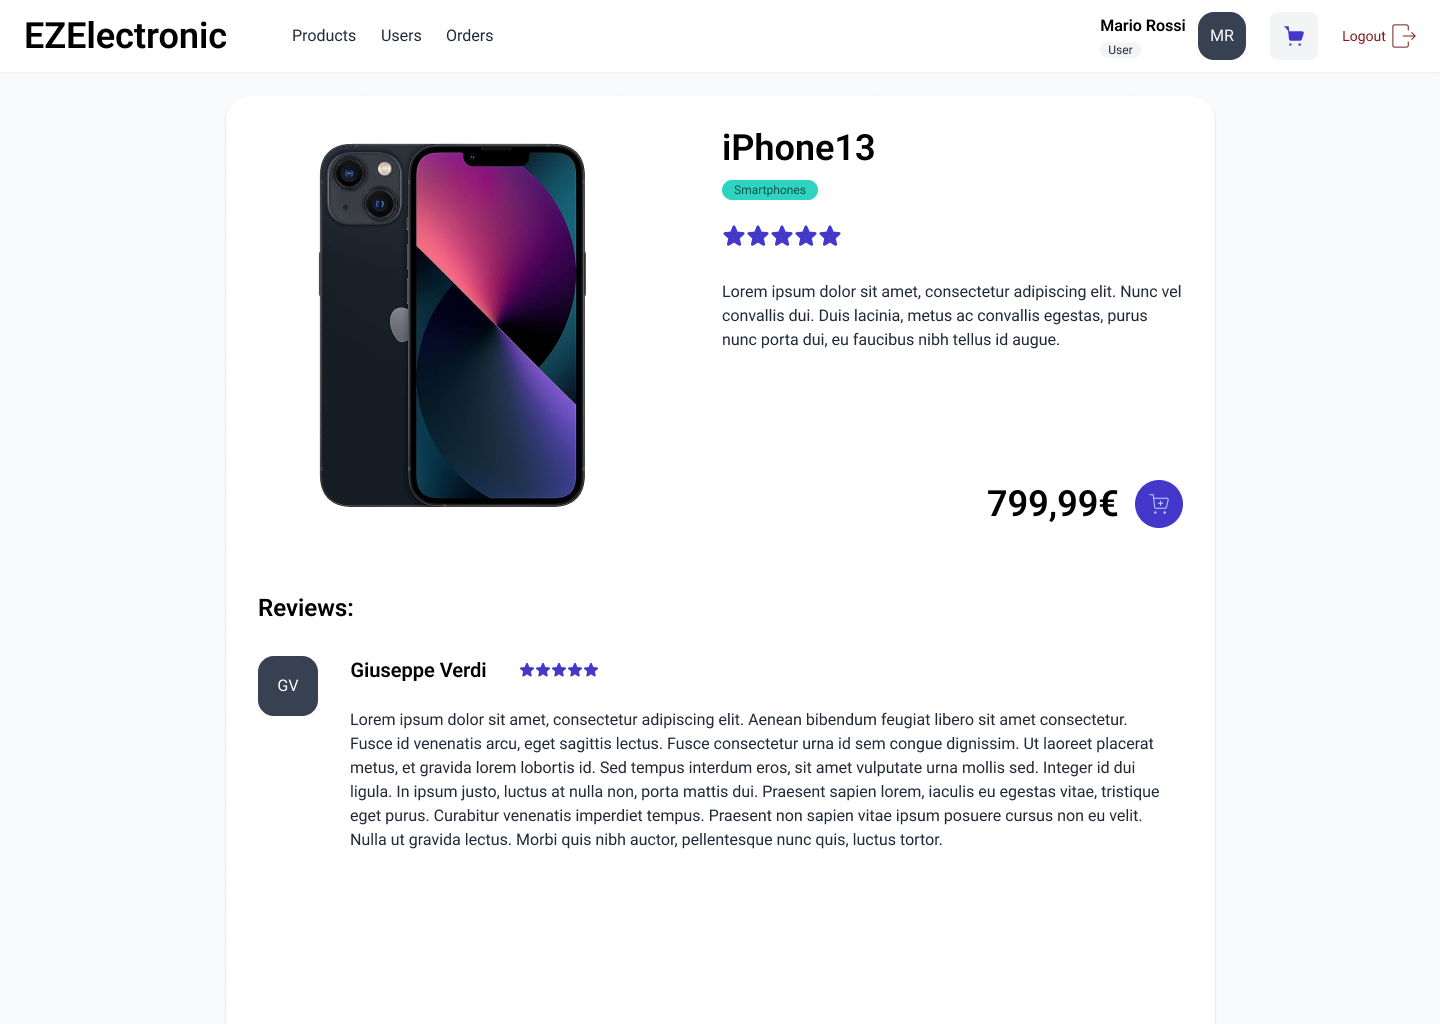 EZElectronic
Products Users Orders
Mario Rossi
User
MR
Logout
iPhone13
Smartphones
Lorem ipsum dolor sit amet, consectetur adipiscing elit. Nunc vel
convallis dui. Duis lacinia, metus ac convallis egestas, purus
nunc porta dui, eu faucibus nibh tellus id augue.
799,99€
Reviews:
GV
Giuseppe Verdi
Lorem ipsum dolor sit amet, consectetur adipiscing elit. Aenean bibendum feugiat libero sit amet consectetur.
Fusce id venenatis arcu, eget sagittis lectus. Fusce consectetur urna id sem congue dignissim. Ut laoreet placerat
metus, et gravida lorem lobortis id. Sed tempus interdum eros, sit amet vulputate urna mollis sed. Integer id dui
ligula. In ipsum justo, luctus at nulla non, porta mattis dui. Praesent sapien lorem, iaculis eu egestas vitae, tristique
eget purus. Curabitur venenatis imperdiet tempus. Praesent non sapien vitae ipsum posuere cursus non eu velit.
Nulla ut gravida lectus. Morbi quis nibh auctor, pellentesque nunc quis, luctus tortor.